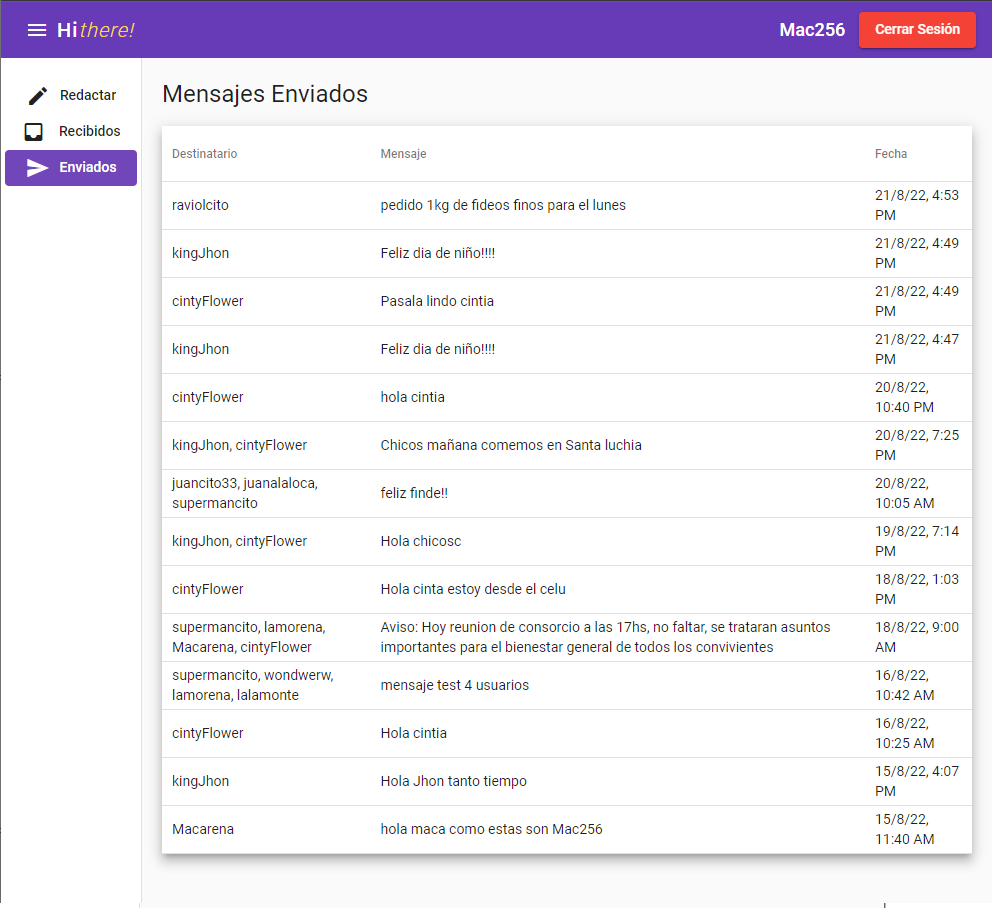 Hithere!
Mac256
Cerrar Sesión
Redactar
Recibidos
Enviados
Mensajes Enviados
Destinatario Mensaje Fecha
raviolcito pedido 1kg de fideos finos para el lunes 21/8/22, 4:53
PM
kingJhon Feliz dia de niño!!!! 21/8/22, 4:49
PM
cintyFlower Pasala lindo cintia 21/8/22, 4:49
PM
kingJhon Feliz dia de niño!!!! 21/8/22, 4:47
PM
cintyFlower hola cintia 20/8/22,
10:40 PM
kingJhon, cintyFlower Chicos mañana comemos en Santa luchia 20/8/22, 7:25
PM
juancito33, juanalaloca,
supermancito
feliz finde!!
20/8/22,
10:05 AM
kingJhon, cintyFlower Hola chicosc 19/8/22, 7:14
PM
cintyFlower Hola cinta estoy desde el celu 18/8/22, 1:03
PM
supermancito, lamorena,
Macarena, cintyFlower
Aviso: Hoy reunion de consorcio a las 17hs, no faltar, se trataran asuntos
importantes para el bienestar general de todos los convivientes
18/8/22, 9:00
AM
supermancito, wondwerw,
lamorena, lalamonte
mensaje test 4 usuarios
16/8/22,
10:42 AM
cintyFlower Hola cintia 16/8/22,
10:25 AM
kingJhon Hola Jhon tanto tiempo 15/8/22, 4:07
PM
Macarena hola maca como estas son Mac256 15/8/22,
11:40 AM